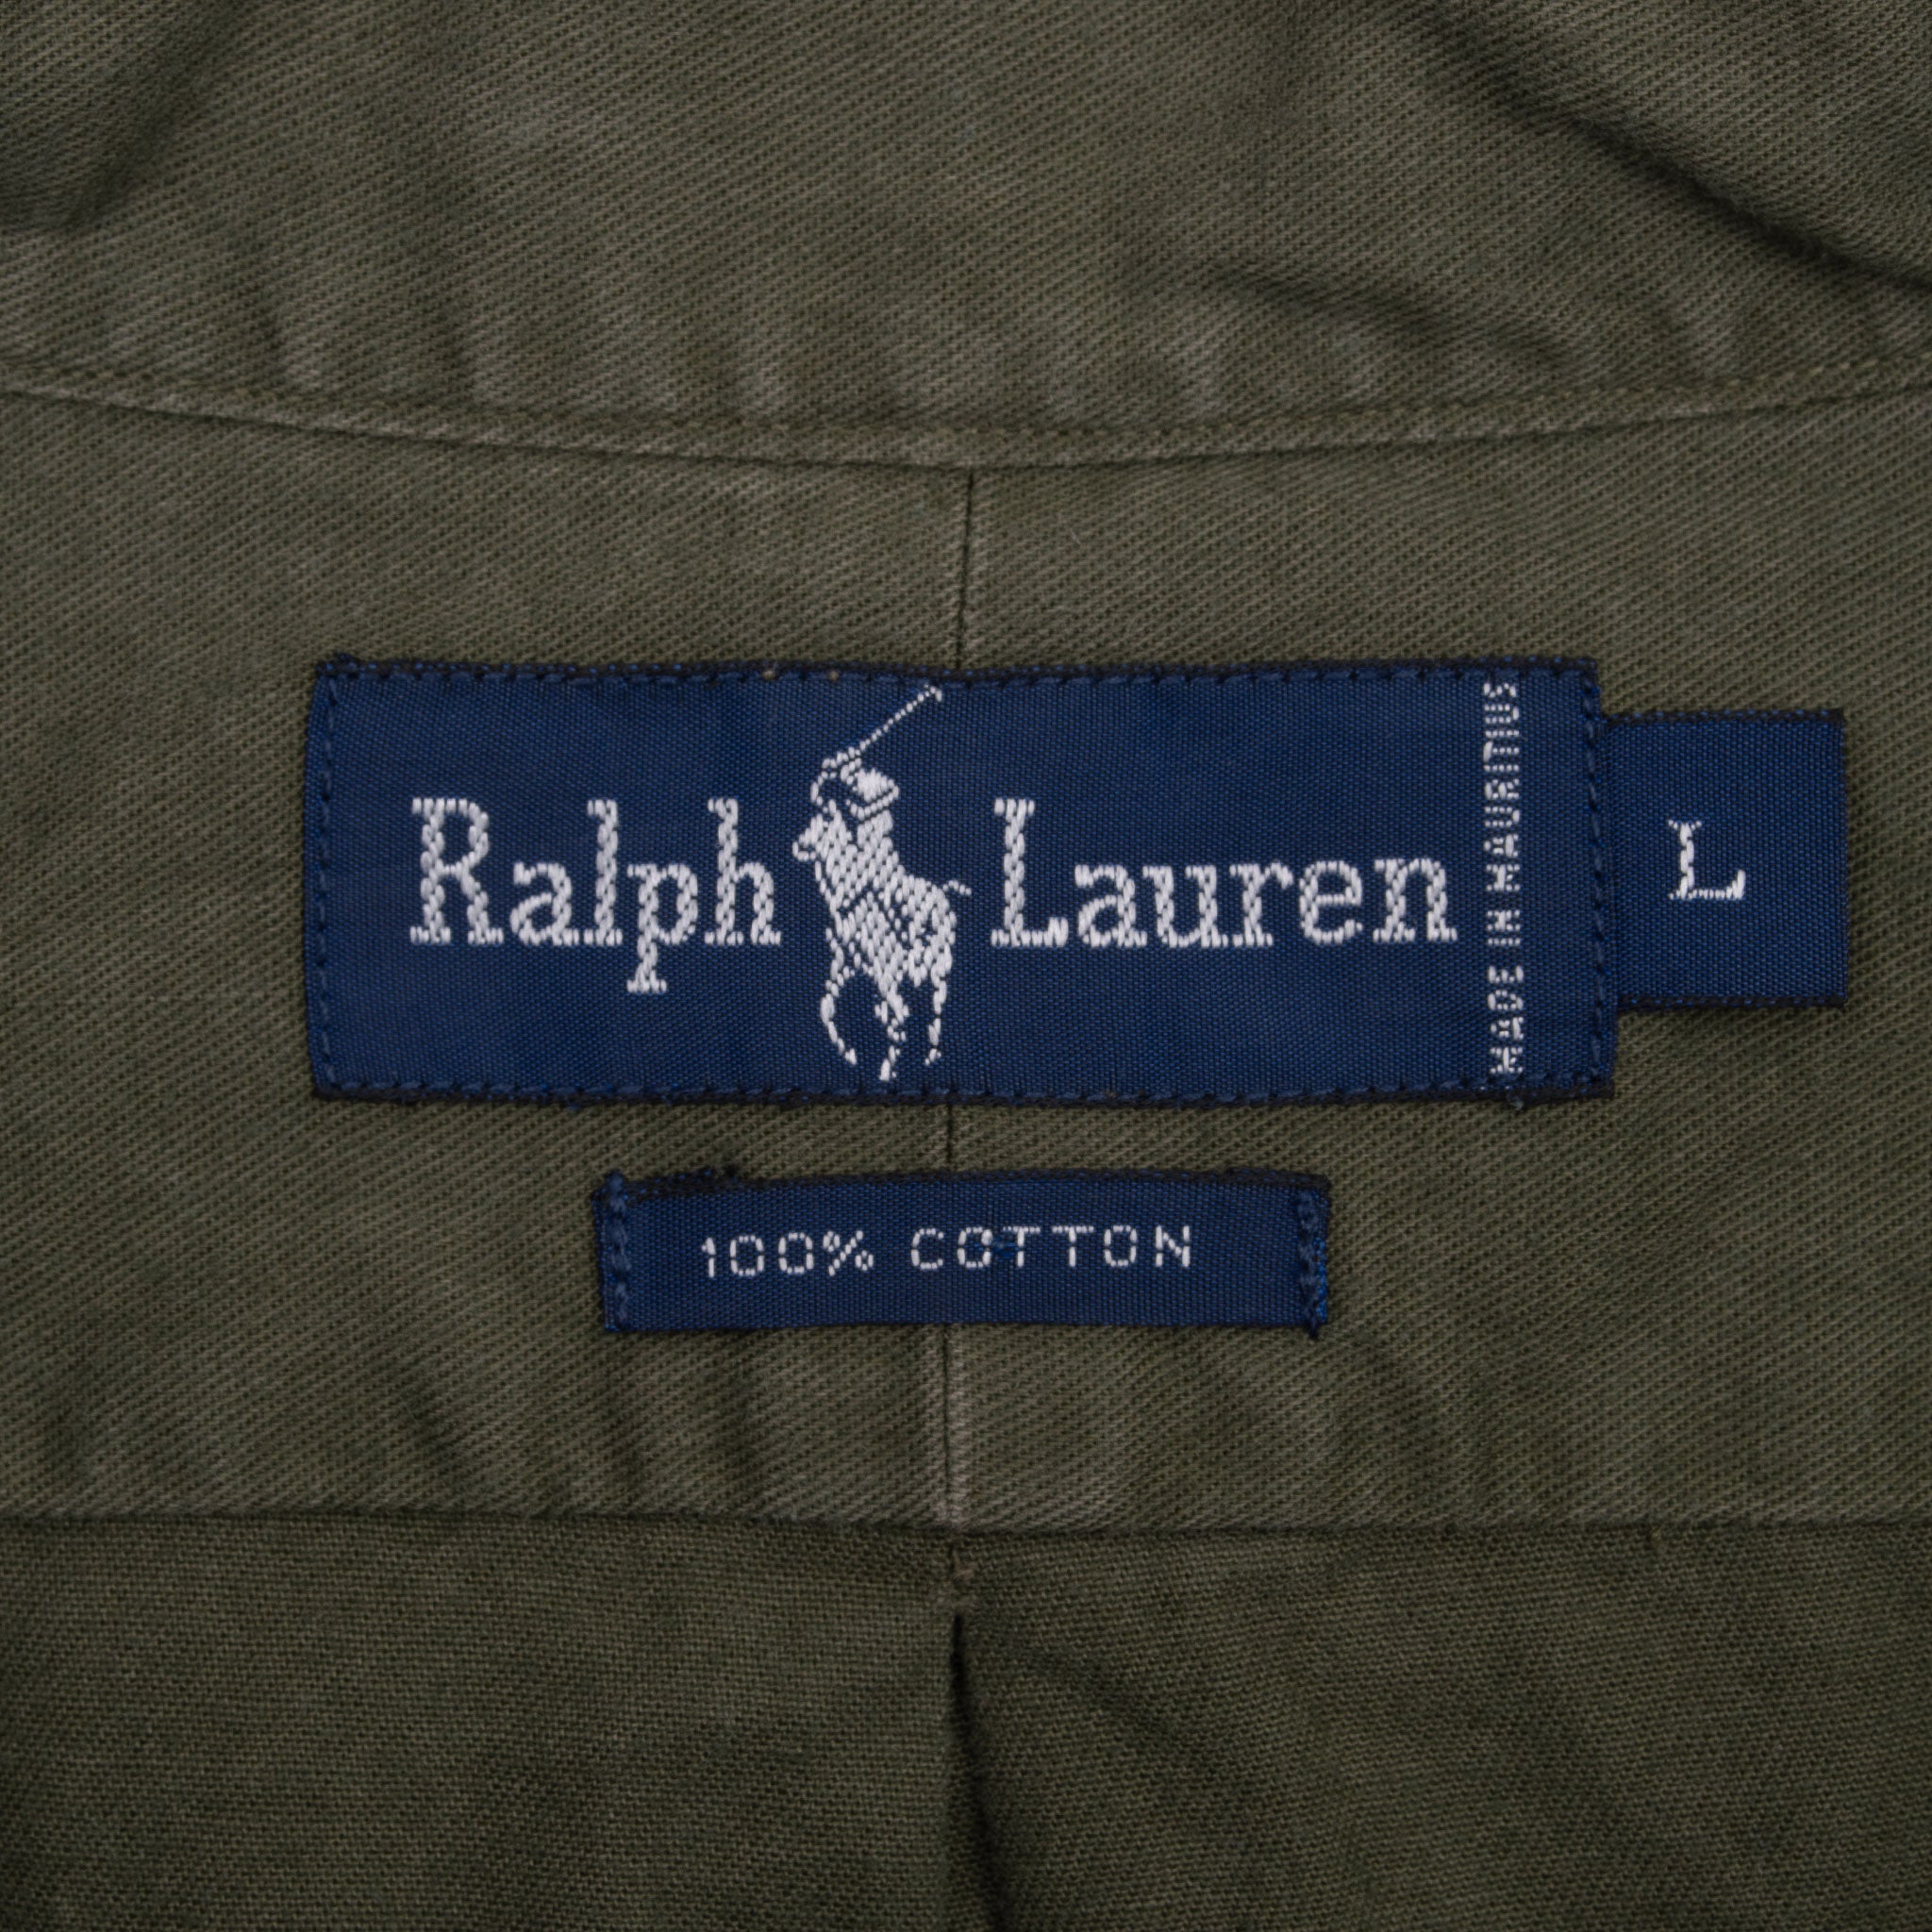 Ralph Lauren
MADE IN MAURITIUS
L
100% COTTON